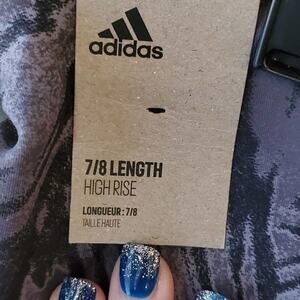 adidas
7/8 LENGTH
HIGH RISE
LONGUEUR : 7/8
TAILLE HAUTE